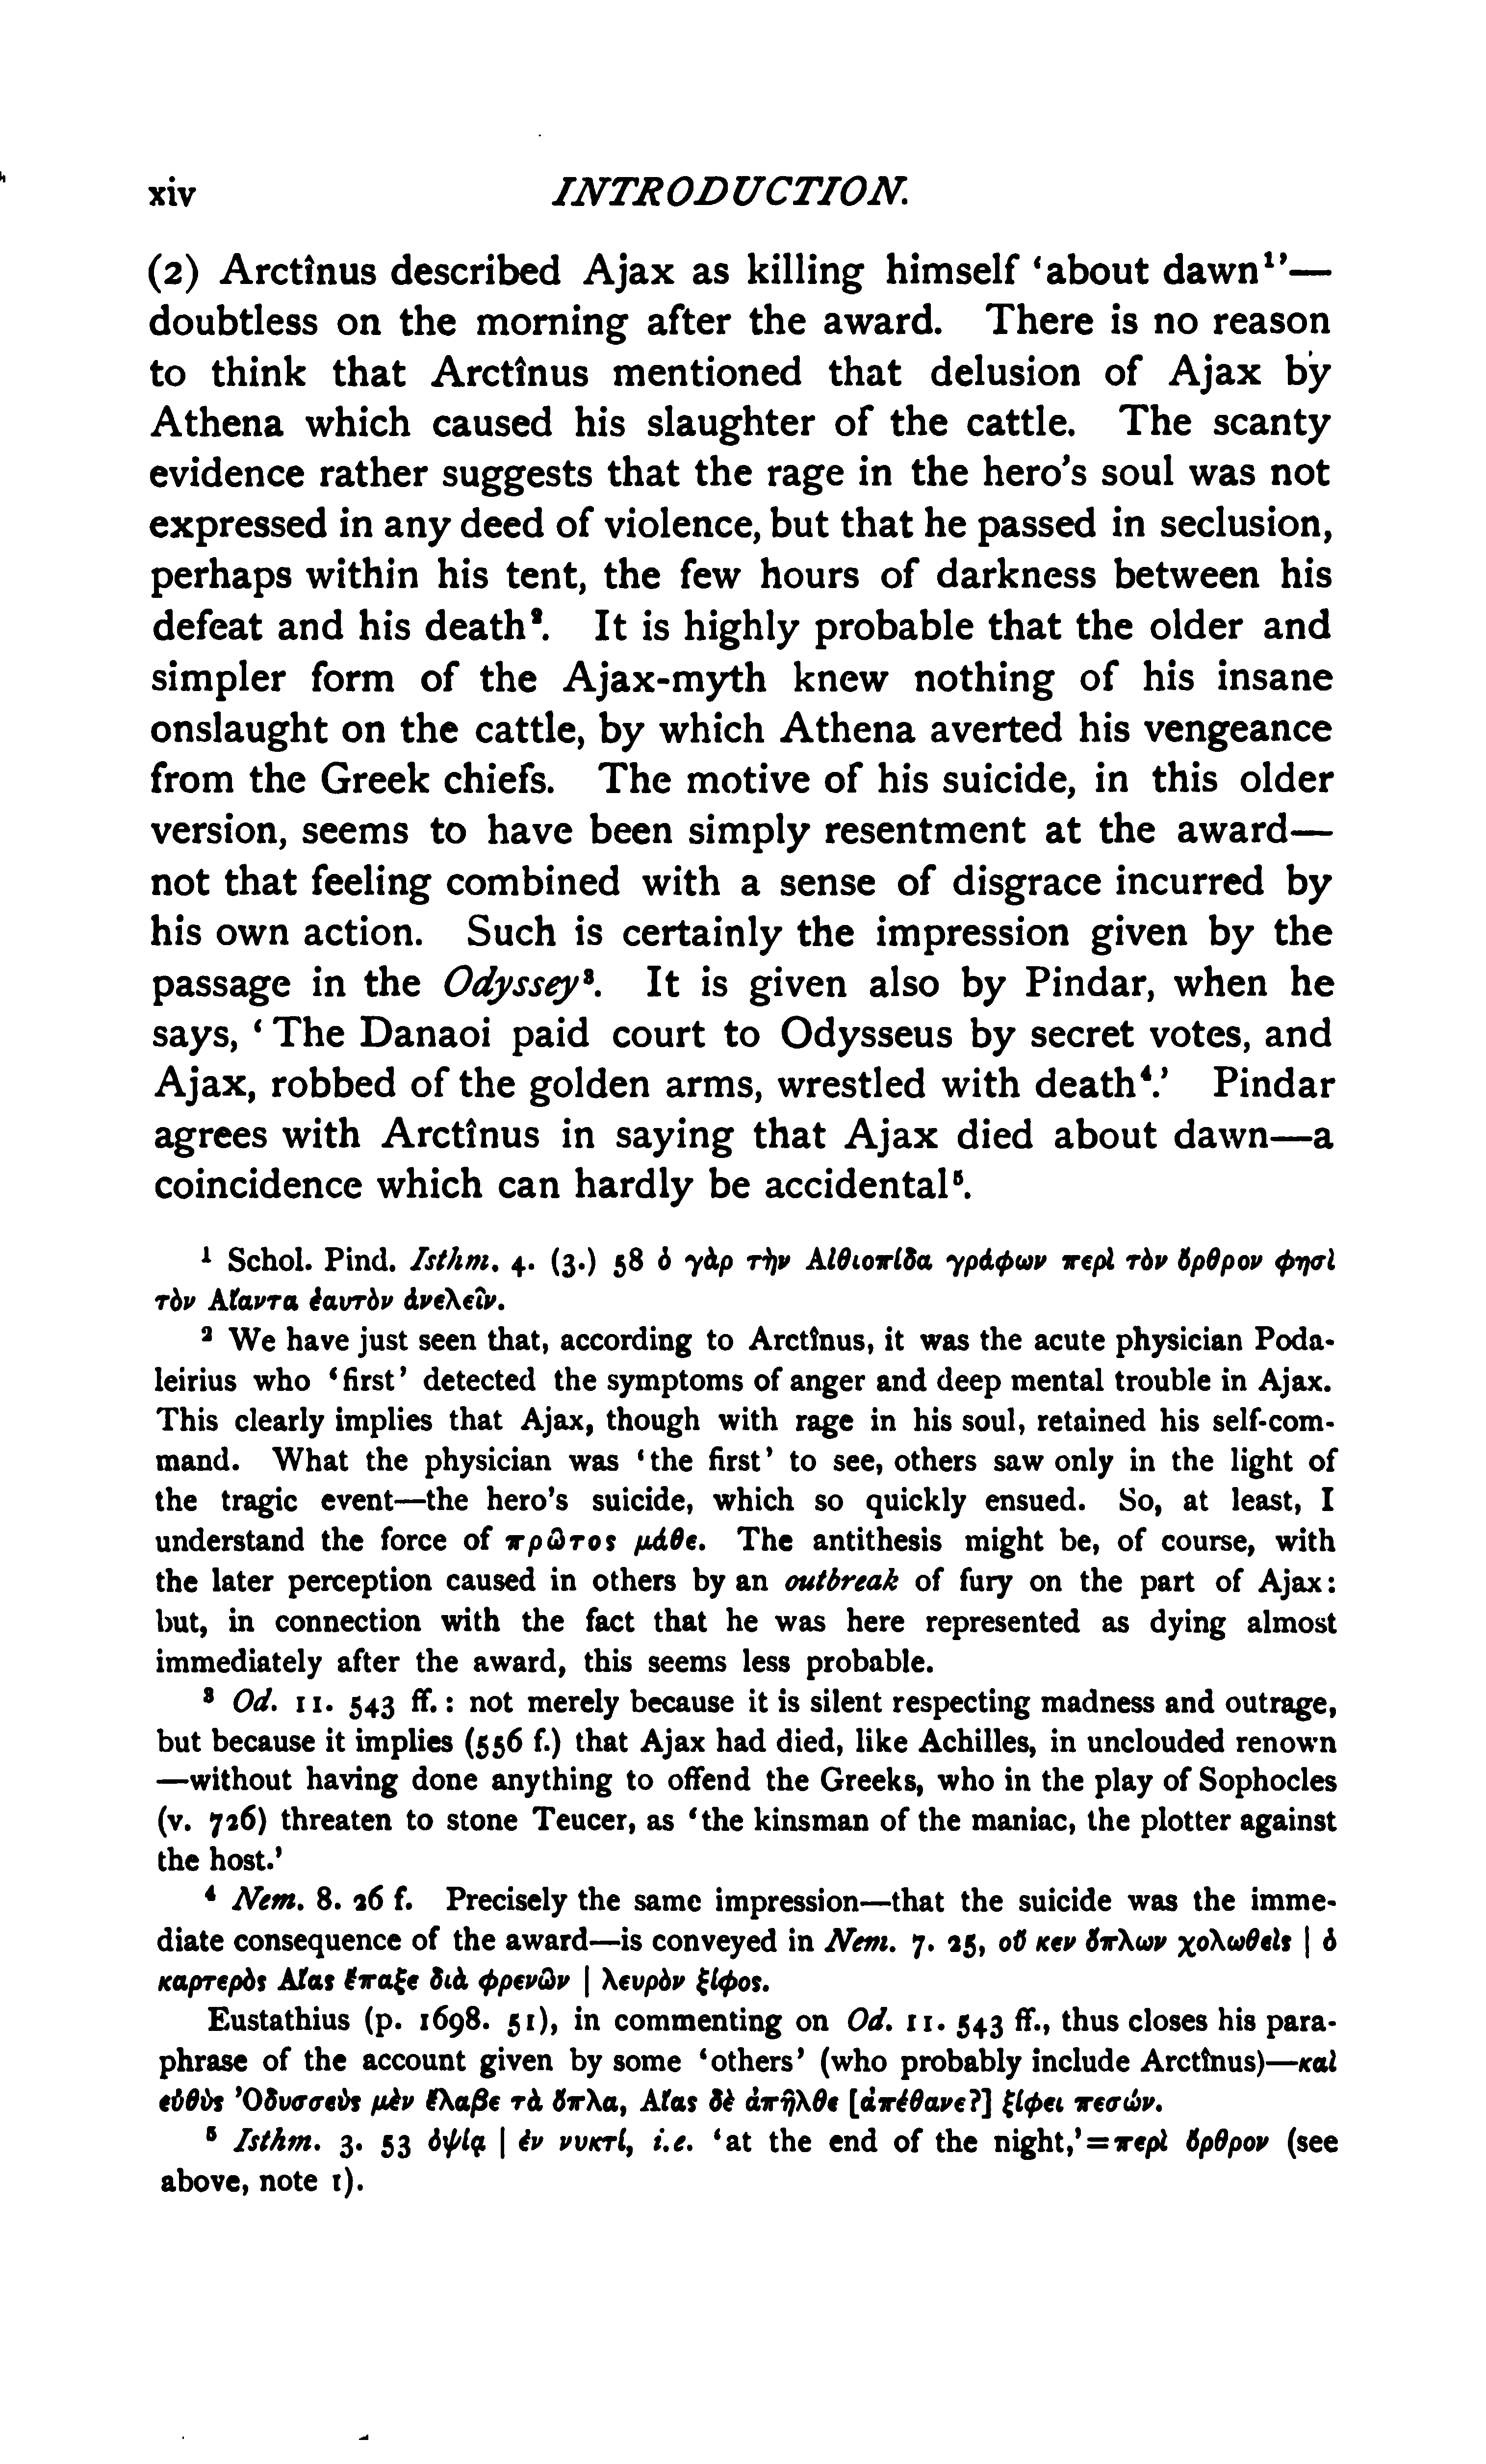 xiv INTRODUCTION.
(2) Arctînus described Ajax as killing himself ‘about dawn¹’—
doubtless on the morning after the award. There is no reason
to think that Arctînus mentioned that delusion of Ajax by
Athena which caused his slaughter of the cattle. The scanty
evidence rather suggests that the rage in the hero’s soul was not
expressed in any deed of violence, but that he passed in seclusion,
perhaps within his tent, the few hours of darkness between his
defeat and his death². It is highly probable that the older and
simpler form of the Ajax-myth knew nothing of his insane
onslaught on the cattle, by which Athena averted his vengeance
from the Greek chiefs. The motive of his suicide, in this older
version, seems to have been simply resentment at the award—
not that feeling combined with a sense of disgrace incurred by
his own action. Such is certainly the impression given by the
passage in the Odyssey³. It is given also by Pindar, when he
says, ‘The Danaoi paid court to Odysseus by secret votes, and
Ajax, robbed of the golden arms, wrestled with death⁴.’ Pindar
agrees with Arctînus in saying that Ajax died about dawn—a
coincidence which can hardly be accidental⁵.
¹ Schol. Pind. Isthm. 4. (3.) 58 ὁ γὰρ τὴν Αἰθιοπίδα γράφων περὶ τὸν ὄρθρον φησὶ
τὸν Αἴαντα ἑαυτὸν ἀνελεῖν.
² We have just seen that, according to Arctînus, it was the acute physician Poda-
leirius who ‘first’ detected the symptoms of anger and deep mental trouble in Ajax.
This clearly implies that Ajax, though with rage in his soul, retained his self-com-
mand. What the physician was ‘the first’ to see, others saw only in the light of
the tragic event—the hero’s suicide, which so quickly ensued. So, at least, I
understand the force of πρῶτος μάθε. The antithesis might be, of course, with
the later perception caused in others by an outbreak of fury on the part of Ajax:
but, in connection with the fact that he was here represented as dying almost
immediately after the award, this seems less probable.
³ Od. 11. 543 ff.: not merely because it is silent respecting madness and outrage,
but because it implies (556 f.) that Ajax had died, like Achilles, in unclouded renown
—without having done anything to offend the Greeks, who in the play of Sophocles
(v. 726) threaten to stone Teucer, as ‘the kinsman of the maniac, the plotter against
the host.’
⁴ Nem. 8. 26 f. Precisely the same impression—that the suicide was the imme-
diate consequence of the award—is conveyed in Nem. 7. 25, οὔ κεν ὅπλων χολωθεὶς | ὁ
καρτερὸς Αἴας ἔπαξε διὰ φρενῶν | λευρὸν ξίφος.
Eustathius (p. 1698. 51), in commenting on Od. 11. 543 ff., thus closes his para-
phrase of the account given by some ‘others’ (who probably include Arctînus)—καὶ
εὐθὺς Ὀδυσσεὺς μὲν ἔλαβε τὰ ὅπλα, Αἴας δὲ ἀπῆλθε [ἀπέθανε?] ξίφει πεσών.
⁵ Isthm. 3. 53 ὀψίᾳ | ἐν νυκτί, i.e. ‘at the end of the night,’=περὶ ὄρθρον (see
above, note 1).